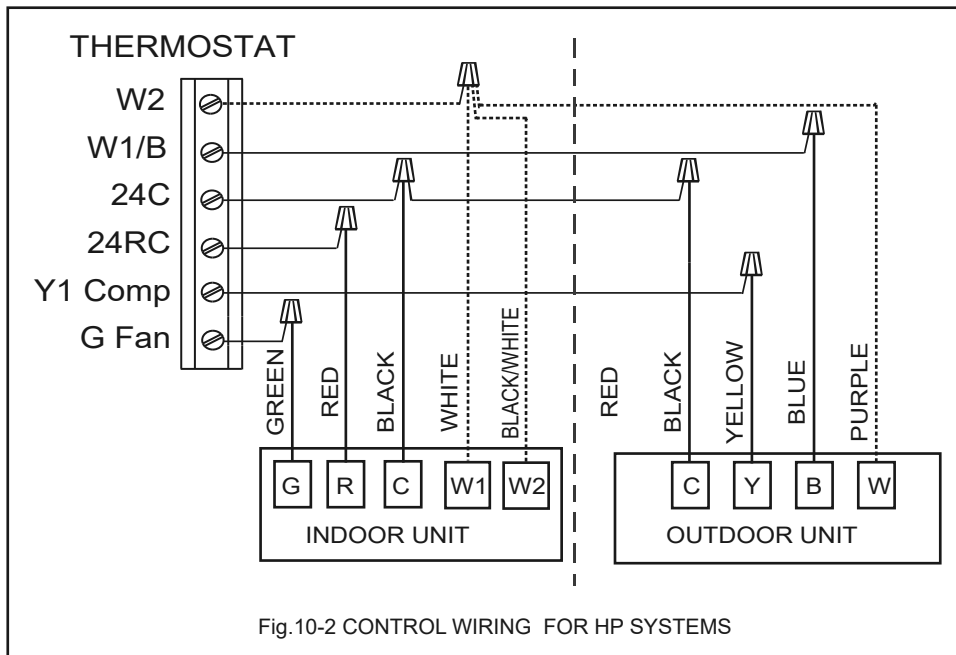 THERMOSTAT
W2
W1/B
24C
24RC
Y1 Comp
G Fan
GREEN
RED
BLACK
WHITE
BLACK/WHITE
RED
BLACK
YELLOW
BLUE
PURPLE
G R C W1 W2
INDOOR UNIT
C Y B W
OUTDOOR UNIT
Fig.10-2 CONTROL WIRING FOR HP SYSTEMS